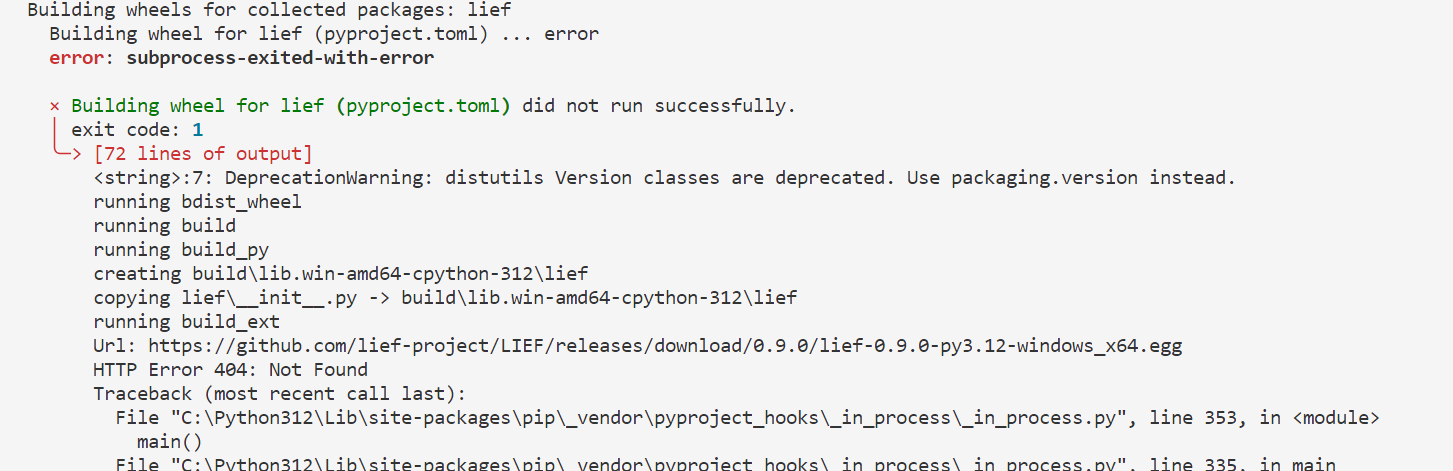 Building wheels for collected packages: lief
Building wheel for lief (pyproject.toml) ... error
error: subprocess-exited-with-error
× Building wheel for lief (pyproject.toml) did not run successfully.
exit code: 1
[72 lines of output]
<string>:7: DeprecationWarning: distutils Version classes are deprecated. Use packaging.version instead.
running bdist_wheel
running build
running build_py
creating build\lib.win-amd64-cpython-312\lief
copying lief\__init__.py -> build\lib.win-amd64-cpython-312\lief
running build_ext
Url: https://github.com/lief-project/LIEF/releases/download/0.9.0/lief-0.9.0-py3.12-windows_x64.egg
HTTP Error 404: Not Found
Traceback (most recent call last):
File "C:\Python312\Lib\site-packages\pip\_vendor\pyproject_hooks\_in_process\_in_process.py", line 353, in <module>
main()
File "C:\Python312\Lib\site-packages\pip\_vendor\pyproject_hooks\_in_process\_in_process.py", line 335, in main